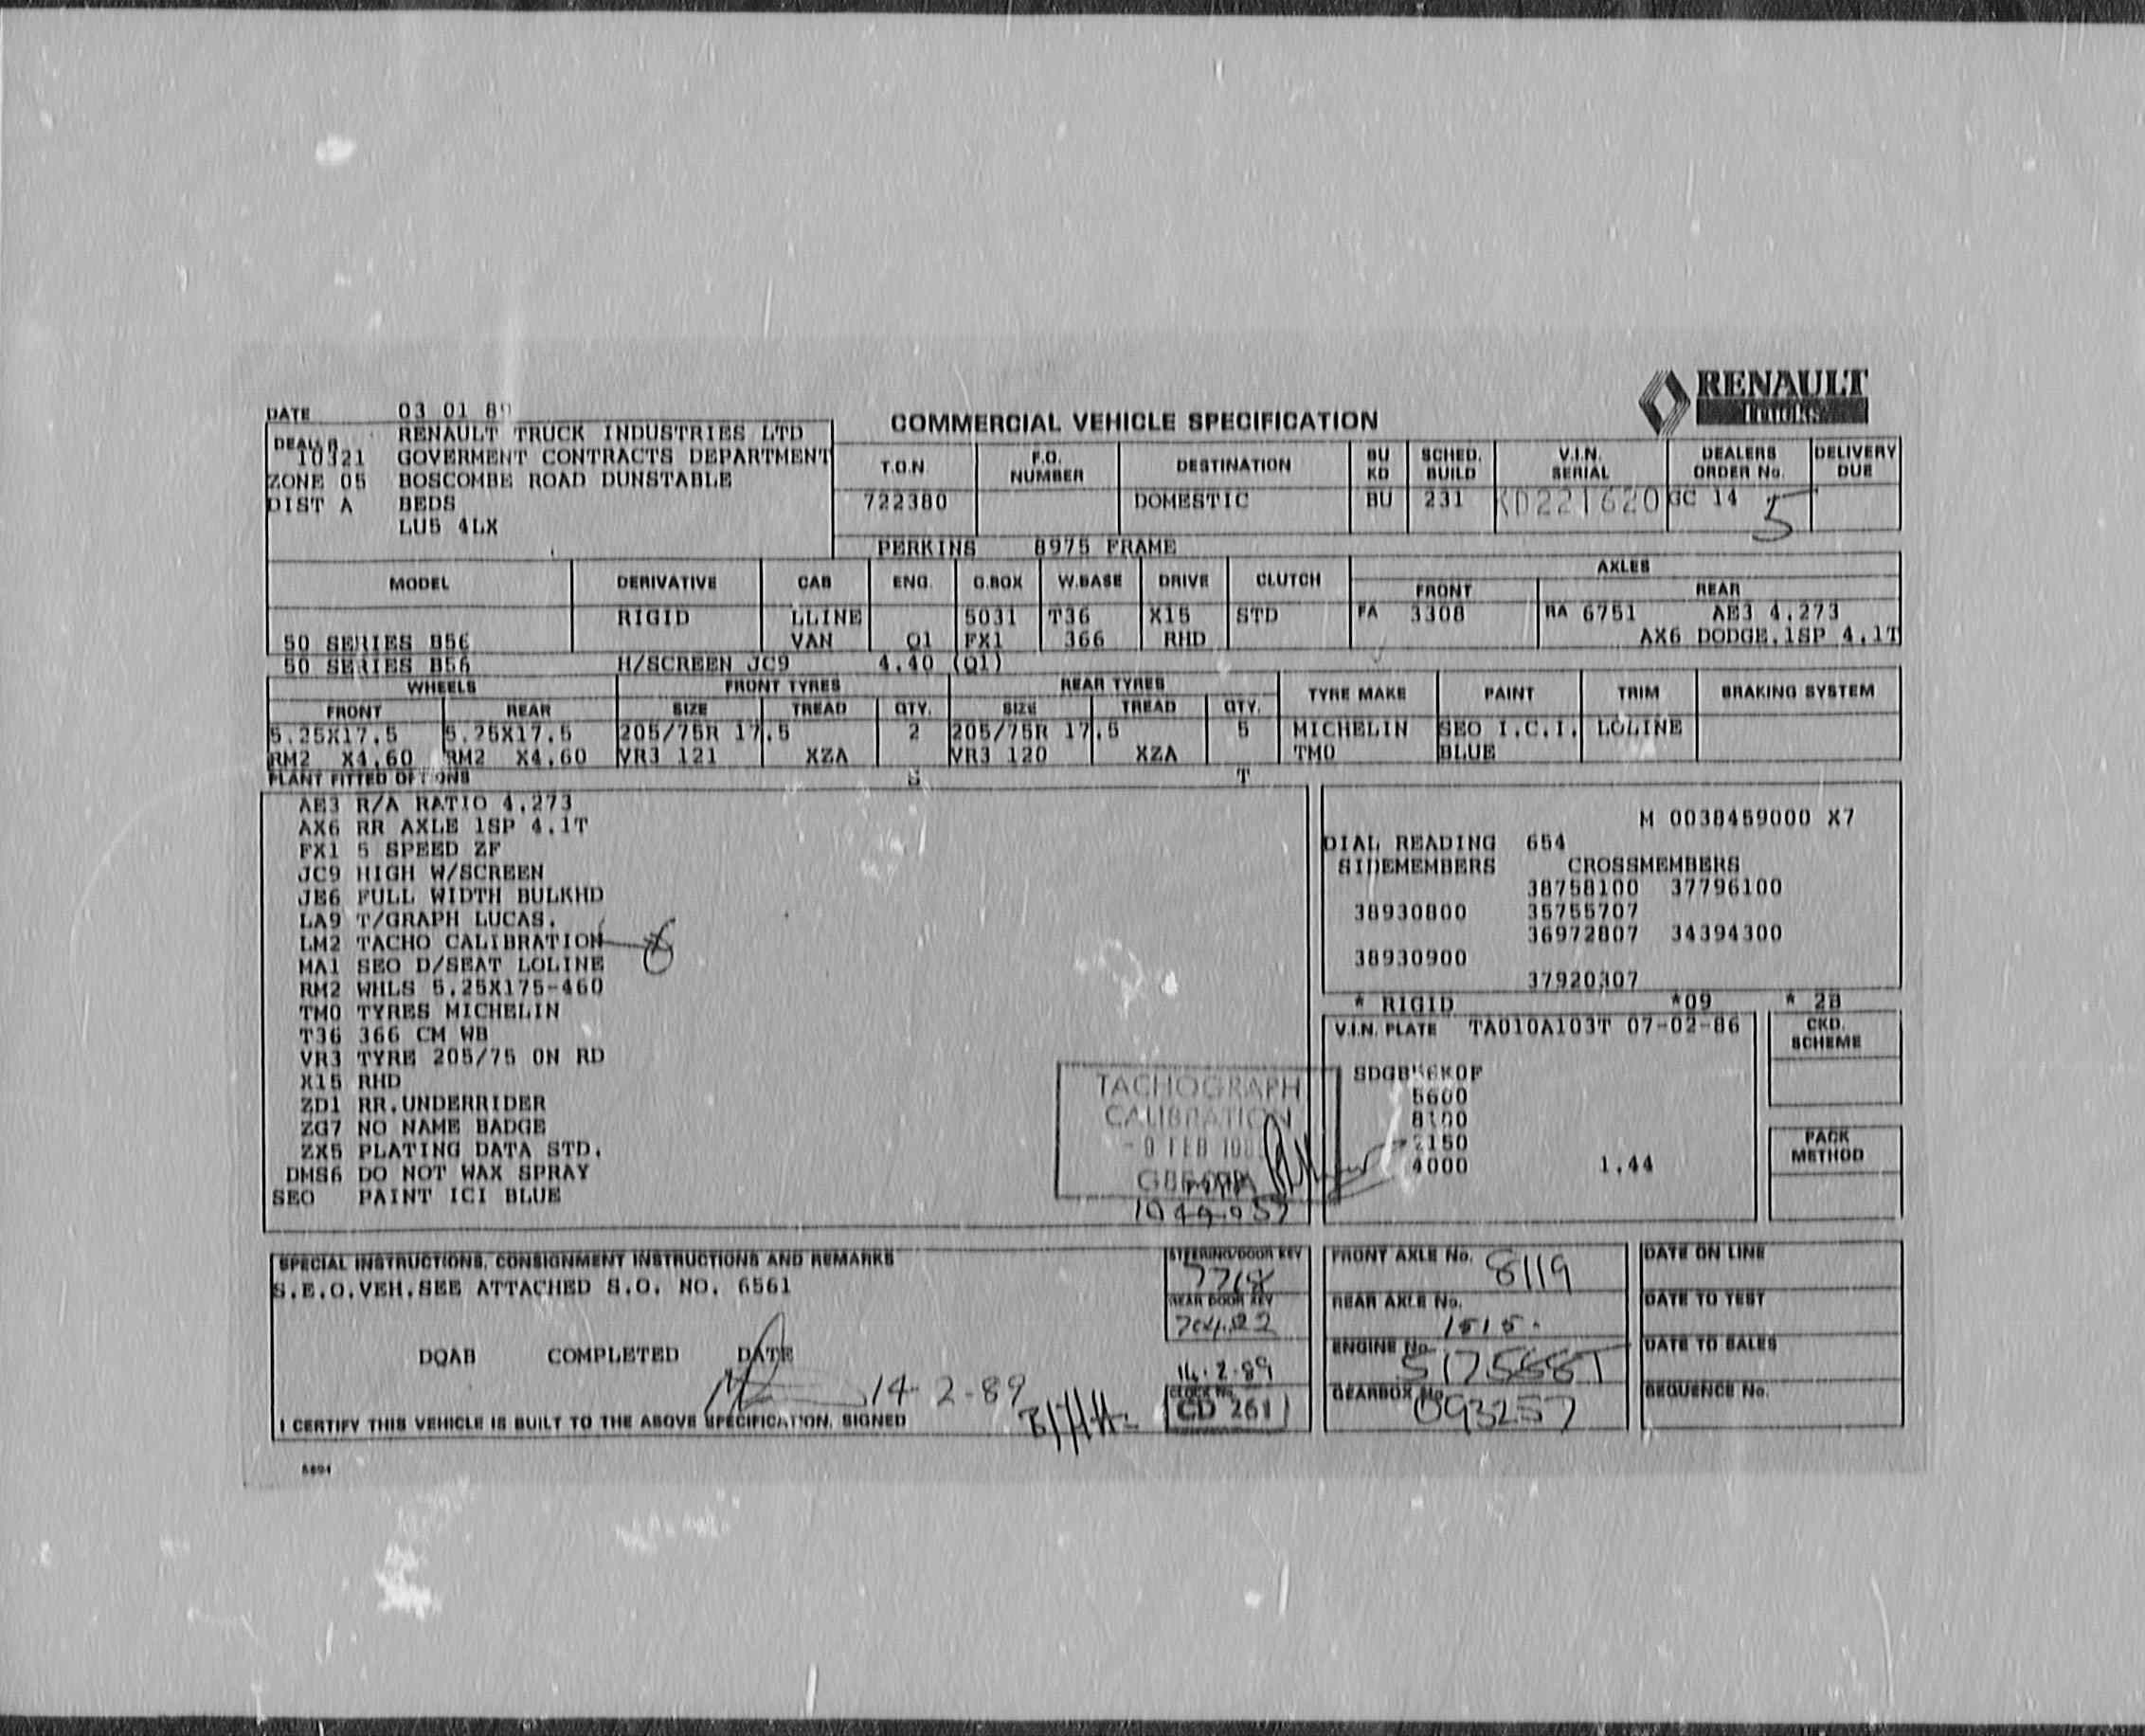 RENAULT
Trucks
DATE 03 01 89
COMMERCIAL VEHICLE SPECIFICATION
DEALER 10321 RENAULT TRUCK INDUSTRIES LTD
GOVERMENT CONTRACTS DEPARTMENT
ZONE 05 BOSCOMBE ROAD DUNSTABLE
DIST A BEDS
LU5 4LX
T.O.N F.O. NUMBER DESTINATION BU KD SCHED. BUILD V.I.N. SERIAL DEALERS ORDER No. DELIVERY DUE
722380 DOMESTIC BU 231 KD221620 GC 14 5
PERKINS 8975 FRAME
MODEL DERIVATIVE CAB ENG. G.BOX W.BASE DRIVE CLUTCH AXLES
FRONT REAR
RIGID LLINE 5031 T36 X15 STD FA 3308 RA 6751 AE3 4.273
50 SERIES B56 VAN Q1 FX1 366 RHD AX6 DODGE.1SP 4.1T
50 SERIES B56 H/SCREEN JC9 4.40 (Q1)
WHEELS FRONT TYRES REAR TYRES TYRE MAKE PAINT TRIM BRAKING SYSTEM
FRONT REAR SIZE TREAD QTY. SIZE TREAD QTY.
5.25X17.5 5.25X17.5 205/75R 17.5 2 205/75R 17.5 5 MICHELIN SEO I.C.I. LOLINE
RM2 X4.60 RM2 X4.60 VR3 121 XZA VR3 120 XZA TM0 BLUE
PLANT FITTED OPTIONS S T
AE3 R/A RATIO 4.273
AX6 RR AXLE 1SP 4.1T
FX1 5 SPEED ZF
JC9 HIGH W/SCREEN
JE6 FULL WIDTH BULKHD
LA9 T/GRAPH LUCAS.
LM2 TACHO CALIBRATION
MA1 SEO D/SEAT LOLINE
RM2 WHLS 5.25X175-460
TM0 TYRES MICHELIN
T36 366 CM WB
VR3 TYRE 205/75 ON RD
X15 RHD
ZD1 RR.UNDERRIDER
ZG7 NO NAME BADGE
ZX5 PLATING DATA STD.
DMS6 DO NOT WAX SPRAY
SEO PAINT ICI BLUE
TACHOGRAPH
CALIBRATION
M 0038459000 X7
DIAL READING 654
SIDEMEMBERS CROSSMEMBERS
38758100 37796100
38930800 35755707
36972807 34394300
38930900
37920307
* RIGID *09 * 28
V.I.N. PLATE TA010A103T 07-02-86
5600
8100
2150
4000 1.44
CKD. SCHEME
PACK METHOD
SPECIAL INSTRUCTIONS, CONSIGNMENT INSTRUCTIONS AND REMARKS
S.E.O.VEH.SEE ATTACHED S.O. NO. 6561
DQAB COMPLETED DATE
14-2-89
I CERTIFY THIS VEHICLE IS BUILT TO THE ABOVE SPECIFICATION. SIGNED
STEERING/DOOR KEY
REAR DOOR KEY
14.2.89
CLOCK No.
CD 261
FRONT AXLE No. 8119
REAR AXLE No. 1515.
ENGINE No.
GEARBOX No. 093257
DATE ON LINE
DATE TO TEST
DATE TO SALES
SEQUENCE No.